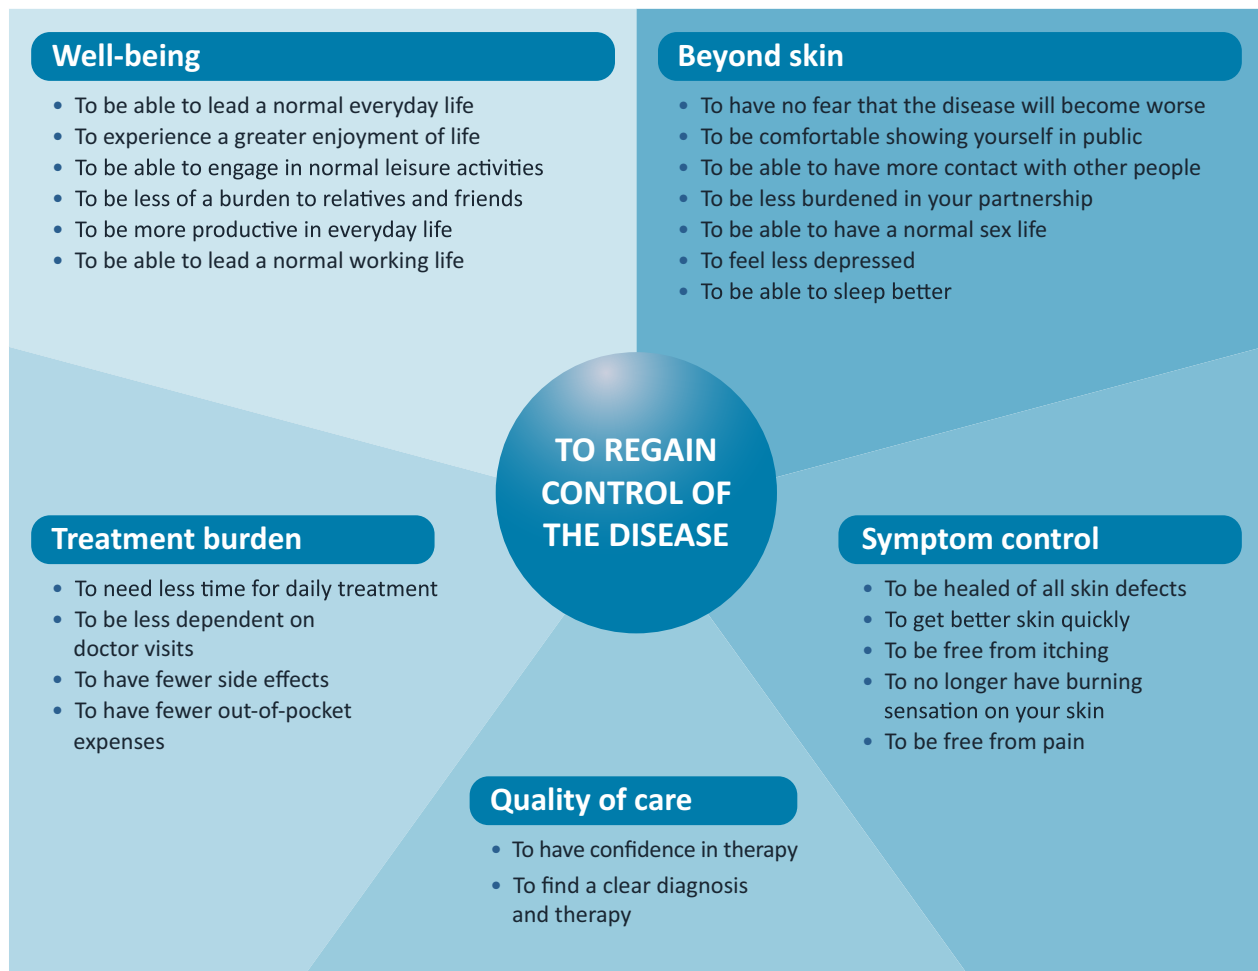 Well-being
• To be able to lead a normal everyday life
• To experience a greater enjoyment of life
• To be able to engage in normal leisure activities
• To be less of a burden to relatives and friends
• To be more productive in everyday life
• To be able to lead a normal working life
Beyond skin
• To have no fear that the disease will become worse
• To be comfortable showing yourself in public
• To be able to have more contact with other people
• To be less burdened in your partnership
• To be able to have a normal sex life
• To feel less depressed
• To be able to sleep better
TO REGAIN
CONTROL OF
THE DISEASE
Treatment burden
• To need less time for daily treatment
• To be less dependent on
doctor visits
• To have fewer side effects
• To have fewer out-of-pocket
expenses
Symptom control
• To be healed of all skin defects
• To get better skin quickly
• To be free from itching
• To no longer have burning
sensation on your skin
• To be free from pain
Quality of care
• To have confidence in therapy
• To find a clear diagnosis
and therapy